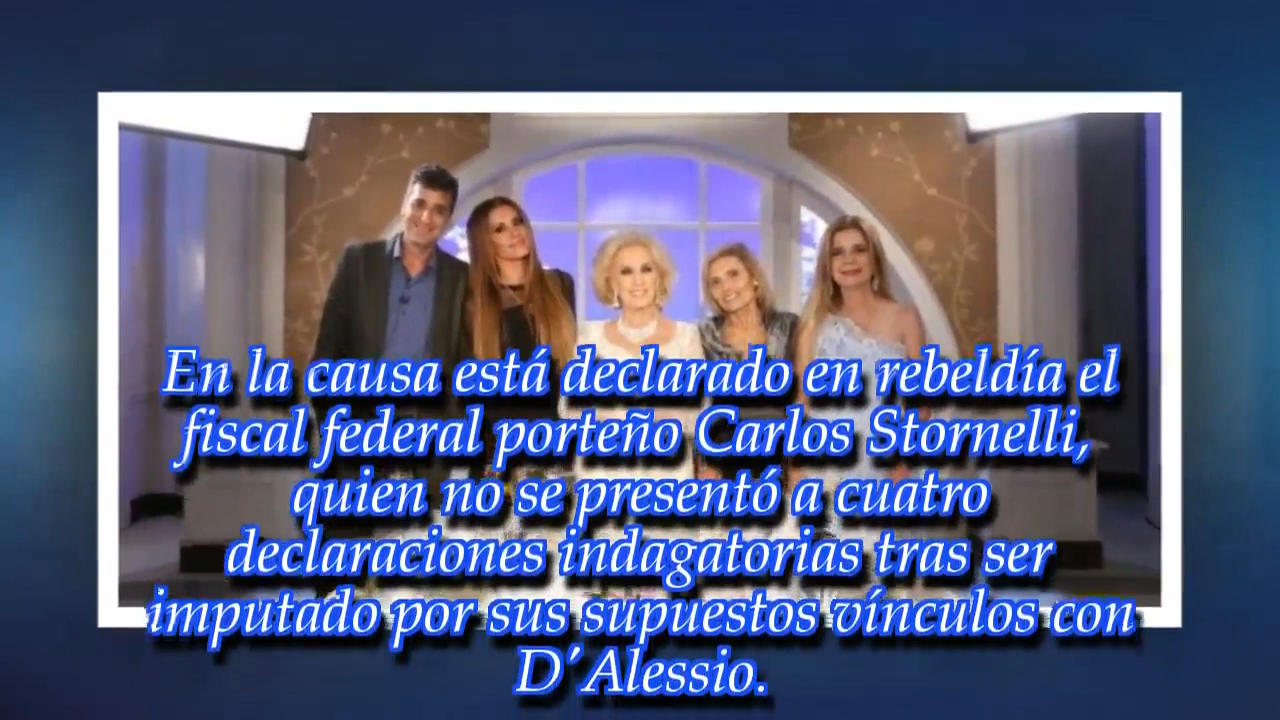 En la causa está declarado en rebeldía el
fiscal federal porteño Carlos Stornelli,
quien no se presentó a cuatro
declaraciones indagatorias tras ser
imputado por sus supuestos vínculos con
D´Alessio.